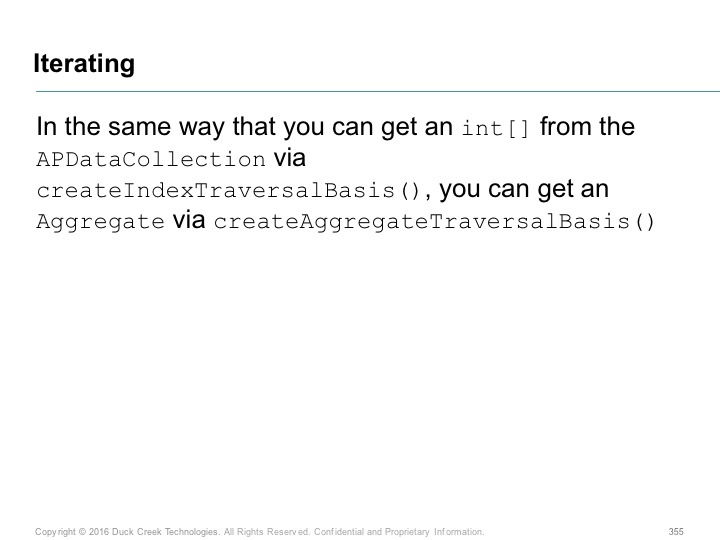 Iterating
In the same way that you can get an int[] from the
APDataCollection via
createIndexTraversalBasis(), you can get an
Aggregate via createAggregateTraversalBasis()
Copyright © 2016 Duck Creek Technologies. All Rights Reserved. Confidential and Proprietary Information.
355